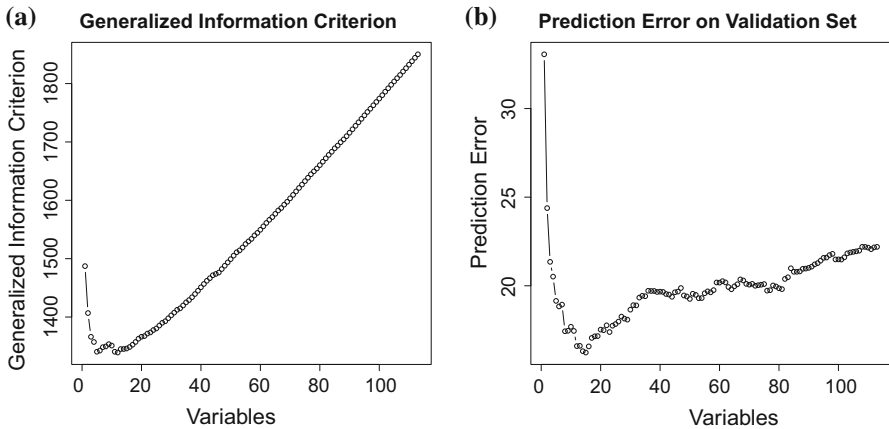 (a)
Generalized Information Criterion
Generalized Information Criterion
1800
1700
1600
1500
1400
0 20 40 60 80 100
Variables
(b)
Prediction Error on Validation Set
Prediction Error
30
25
20
0 20 40 60 80 100
Variables